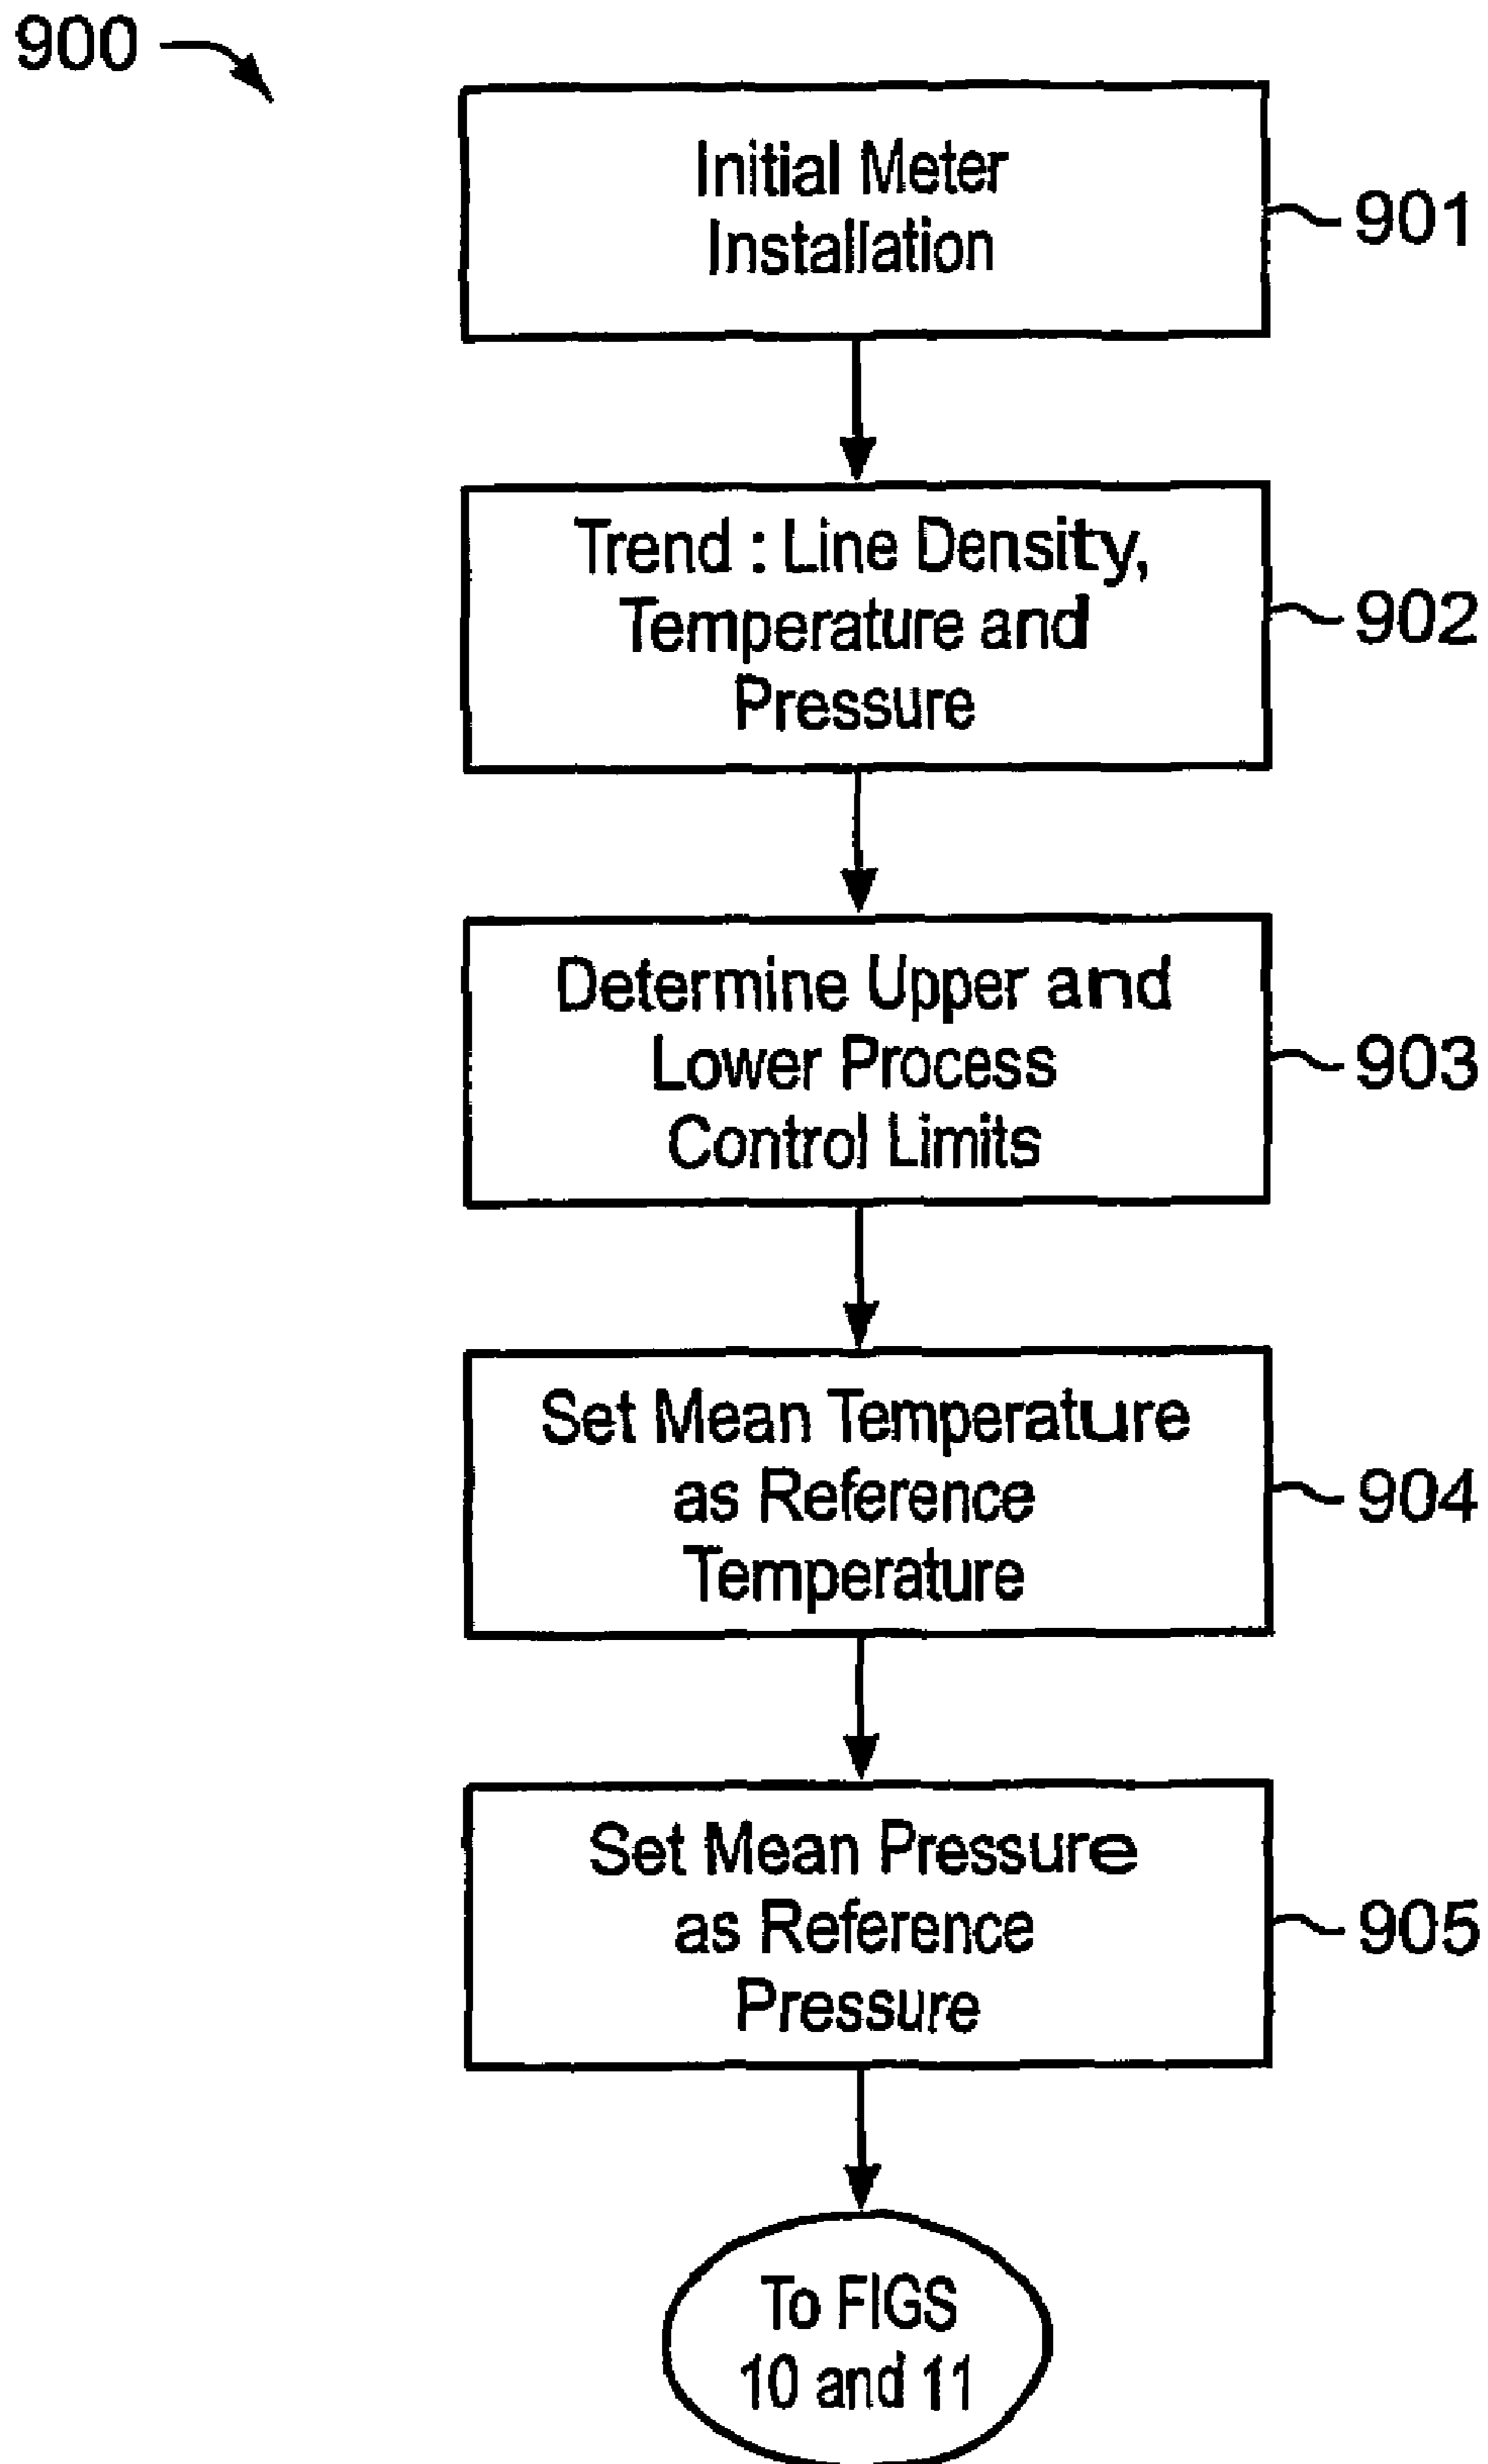 900
Initial Meter
Installation
901
Trend : Line Density,
Temperature and
Pressure
902
Determine Upper and
Lower Process
Control Limits
903
Set Mean Temperature
as Reference
Temperature
904
Set Mean Pressure
as Reference
Pressure
905
To FIGS
10 and 11